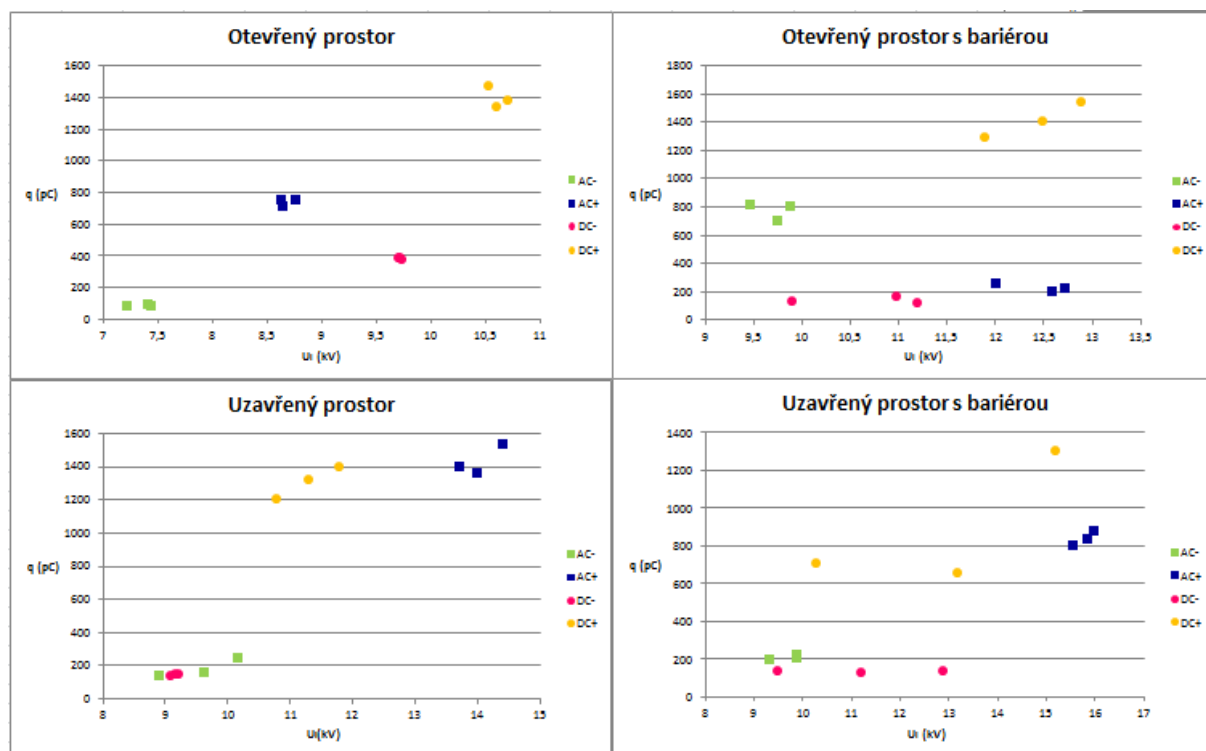 Otevřený prostor
1600
1400
1200
1000
800
600
400
200
0
q (pC)
7 7,5 8 8,5 9 9,5 10 10,5 11
Uᵢ (kV)
AC-
AC+
DC-
DC+
Otevřený prostor s bariérou
1800
1600
1400
1200
1000
800
600
400
200
0
q (pC)
9 9,5 10 10,5 11 11,5 12 12,5 13 13,5
Uᵢ (kV)
AC-
AC+
DC-
DC+
Uzavřený prostor
1600
1400
1200
1000
800
600
400
200
0
q (pC)
8 9 10 11 12 13 14 15
Uᵢ(kV)
AC-
AC+
DC-
DC+
Uzavřený prostor s bariérou
1400
1200
1000
800
600
400
200
0
q (pC)
8 9 10 11 12 13 14 15 16 17
Uᵢ (kV)
AC-
AC+
DC-
DC+